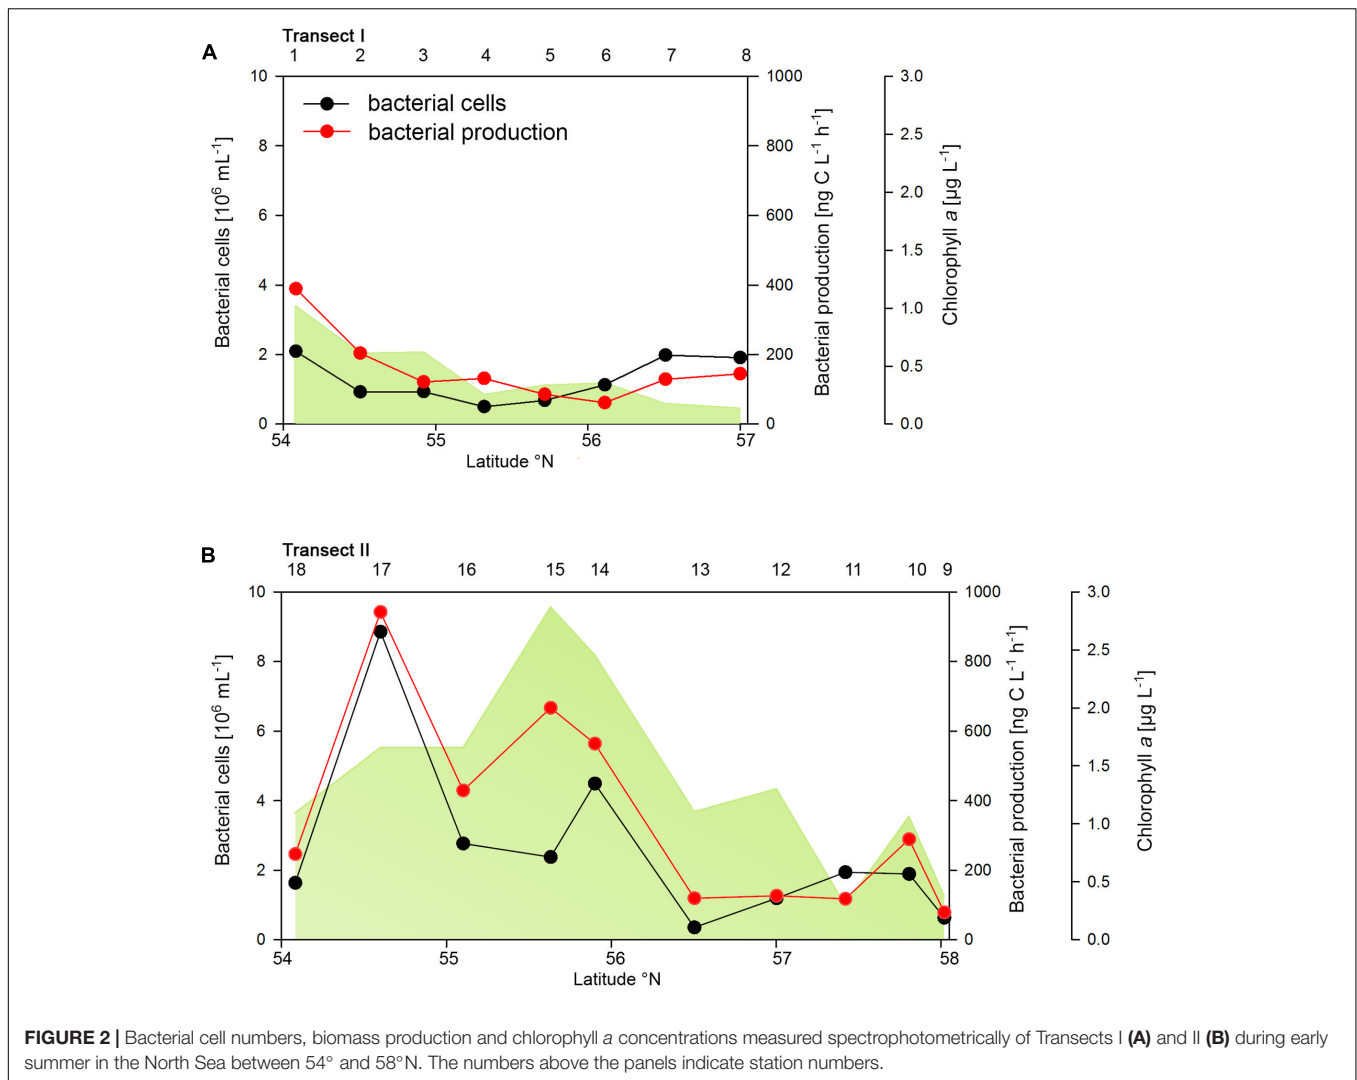 A
Transect I
1 2 3 4 5 6 7 8
10 1000 3.0
bacterial cells
bacterial production
2.5
8 800
2.0
6 600
1.5
4 400
1.0
2 200
0.5
0 0 0.0
Bacterial cells [10⁶ mL⁻¹]
Bacterial production [ng C L⁻¹ h⁻¹]
Chlorophyll a [µg L⁻¹]
54 55 56 57
Latitude °N
B
Transect II
18 17 16 15 14 13 12 11 10 9
10 1000 3.0
2.5
8 800
2.0
6 600
1.5
4 400
1.0
2 200
0.5
0 0 0.0
Bacterial cells [10⁶ mL⁻¹]
Bacterial production [ng C L⁻¹ h⁻¹]
Chlorophyll a [µg L⁻¹]
54 55 56 57 58
Latitude °N
FIGURE 2 | Bacterial cell numbers, biomass production and chlorophyll a concentrations measured spectrophotometrically of Transects I (A) and II (B) during early
summer in the North Sea between 54° and 58°N. The numbers above the panels indicate station numbers.